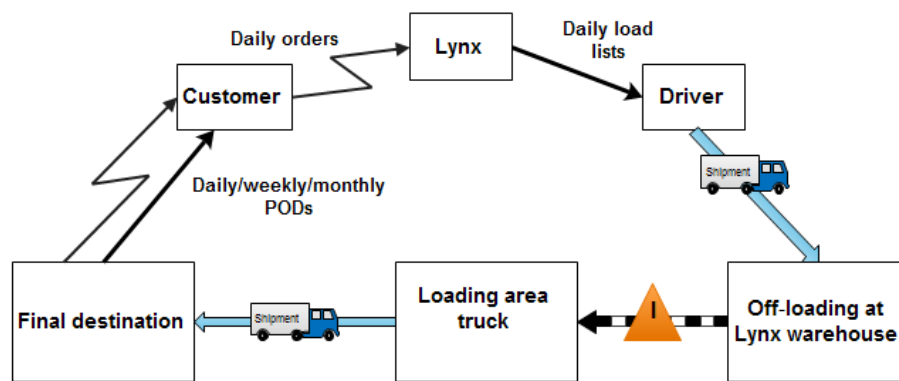 Daily orders
Lynx
Daily load
lists
Customer
Driver
Shipment
Daily/weekly/monthly
PODs
Final destination
Shipment
Loading area
truck
I
Off-loading at
Lynx warehouse